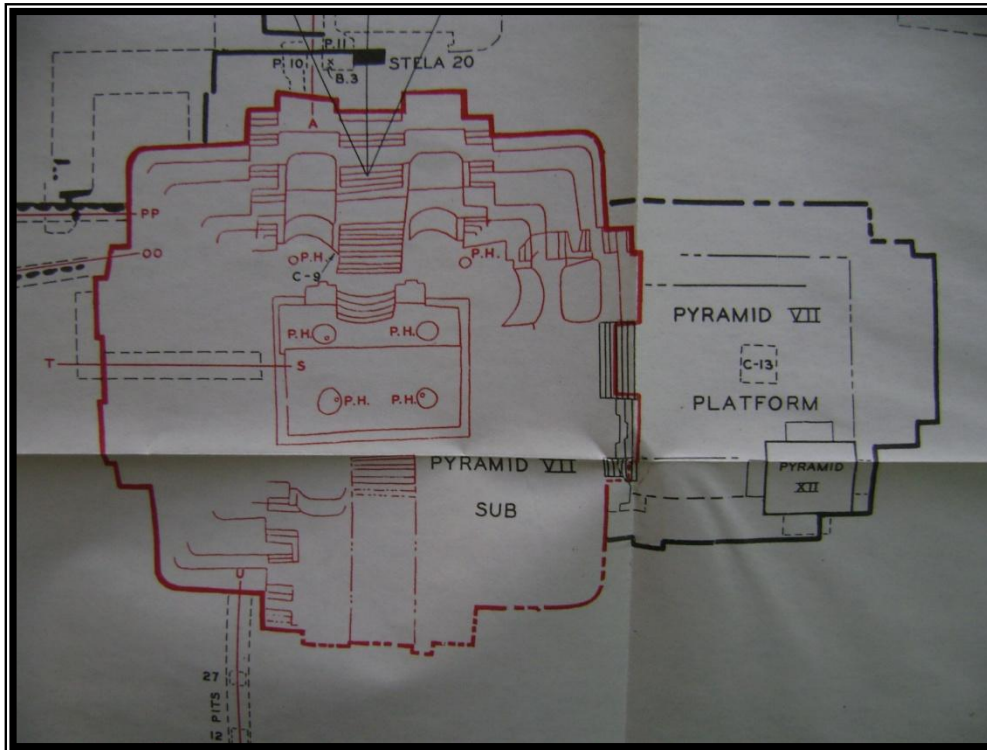 P.11
P.10
x
B.3
STELA 20
A
PP
OO
P.H.
P.H.
C-9
P.H.
P.H.
PYRAMID VII
T
S
C-13
P.H.
P.H.
PLATFORM
PYRAMID VII
SUB
PYRAMID
XII
U
27
PITS
12